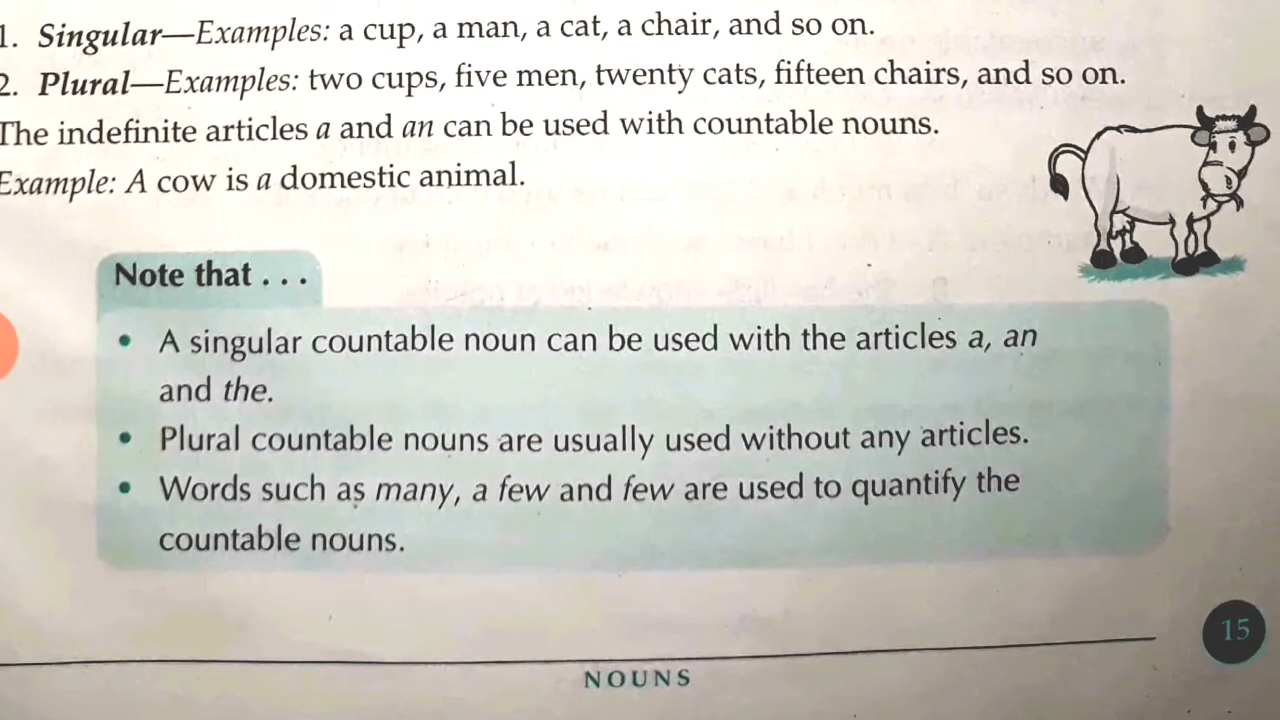 1. Singular—Examples: a cup, a man, a cat, a chair, and so on.
2. Plural—Examples: two cups, five men, twenty cats, fifteen chairs, and so on.
The indefinite articles a and an can be used with countable nouns.
Example: A cow is a domestic animal.
Note that . . .
• A singular countable noun can be used with the articles a, an
and the.
• Plural countable nouns are usually used without any articles.
• Words such as many, a few and few are used to quantify the
countable nouns.
15
NOUNS